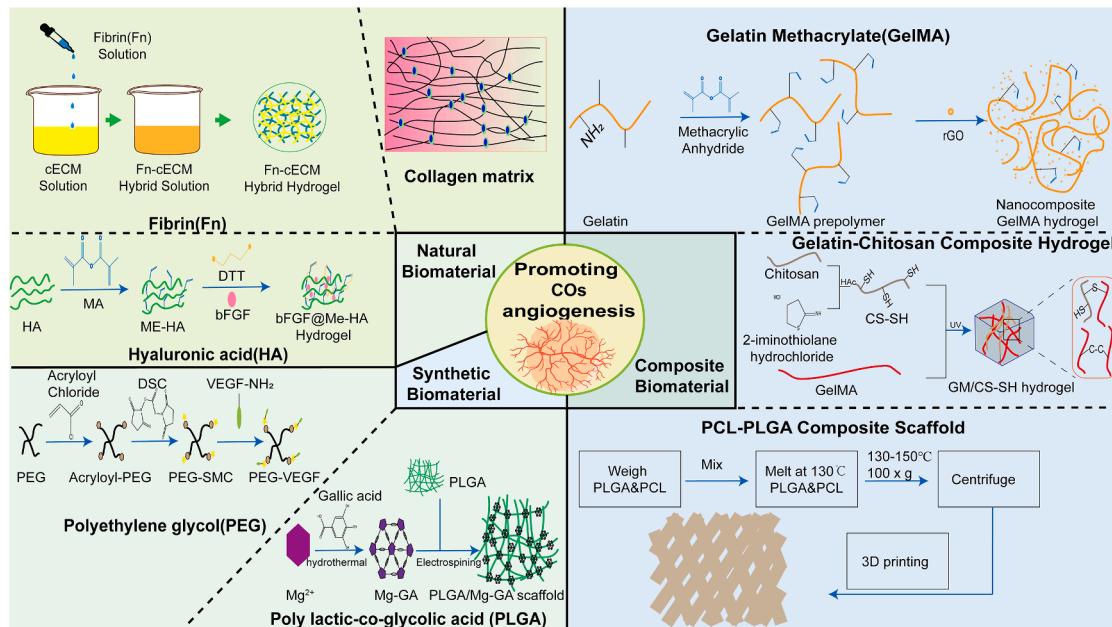 Fibrin(Fn)
Solution
cECM
Solution
Fn-cECM
Hybrid Solution
Fn-cECM
Hybrid Hydrogel
Fibrin(Fn)
Collagen matrix
Gelatin Methacrylate(GelMA)
NH₂
Gelatin
Methacrylic
Anhydride
GelMA prepolymer
rGO
Nanocomposite
GelMA hydrogel
HA
MA
ME-HA
DTT
bFGF
bFGF@Me-HA
Hydrogel
Hyaluronic acid(HA)
Natural
Biomaterial
Promoting
COs
angiogenesis
Synthetic
Biomaterial
Composite
Biomaterial
Gelatin-Chitosan Composite Hydrogel
Chitosan
2-iminothiolane
hydrochloride
HAc
SH
SH
SH
CS-SH
GelMA
UV
GM/CS-SH hydrogel
S
HS
C-C
Acryloyl
Chloride
DSC
VEGF-NH₂
PEG
Acryloyl-PEG
PEG-SMC
PEG-VEGF
Polyethylene glycol(PEG)
Gallic acid
hydrothermal
Mg²⁺
Mg-GA
PLGA
Electrospining
PLGA/Mg-GA scaffold
Poly lactic-co-glycolic acid (PLGA)
PCL-PLGA Composite Scaffold
Weigh
PLGA&PCL
Mix
Melt at 130℃
PLGA&PCL
130-150℃
100 x g
Centrifuge
3D printing